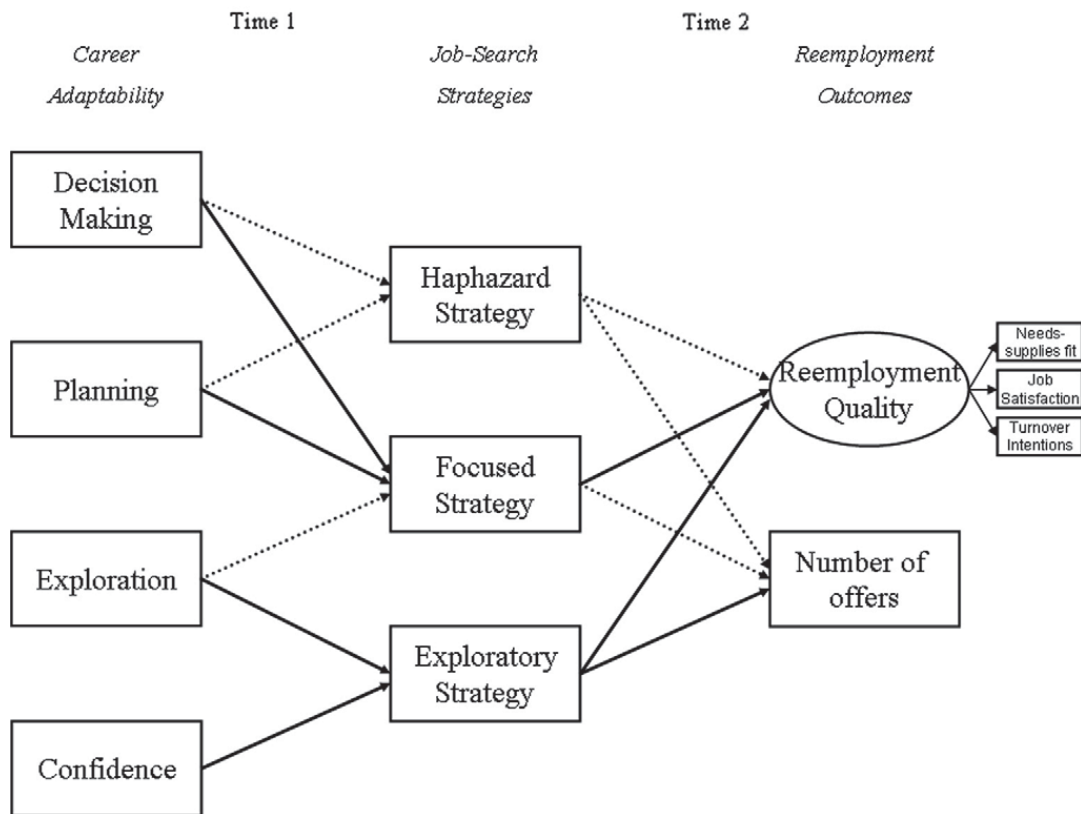 Time 1
Time 2
Career
Adaptability
Job-Search
Strategies
Reemployment
Outcomes
Decision
Making
Planning
Exploration
Confidence
Haphazard
Strategy
Focused
Strategy
Exploratory
Strategy
Reemployment
Quality
Number of
offers
Needs-
supplies fit
Job
Satisfaction
Turnover
Intentions